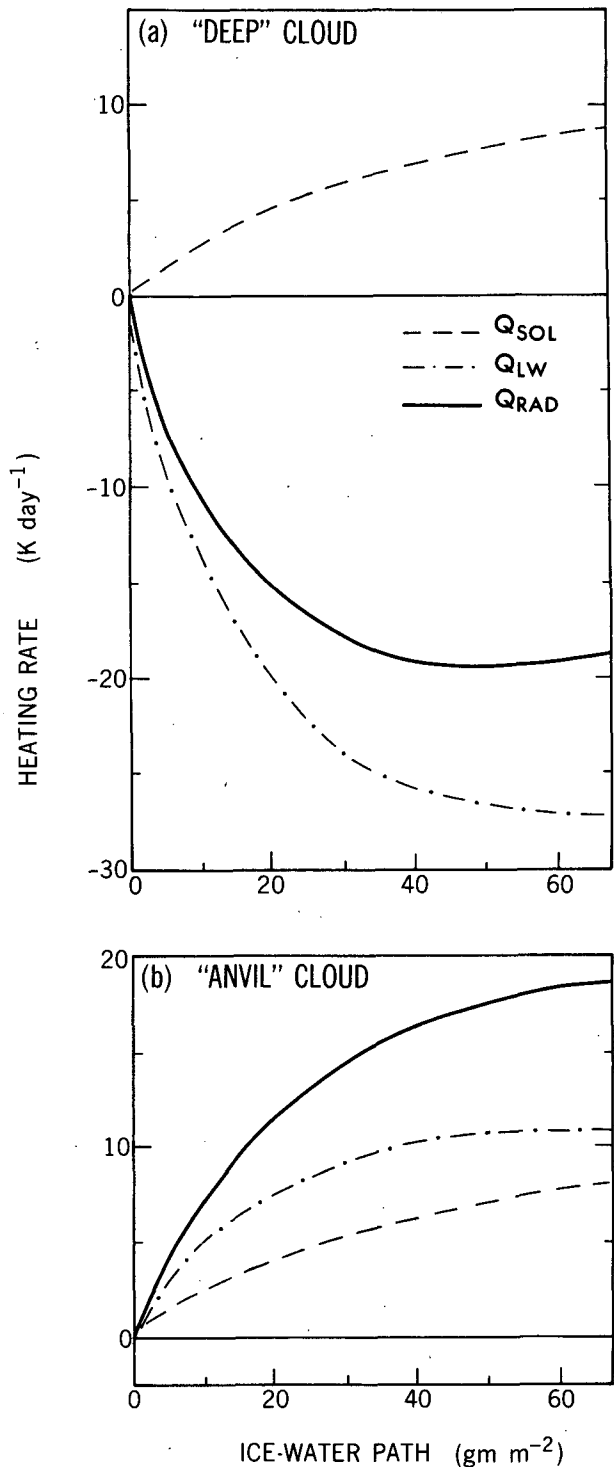 (a) "DEEP" CLOUD
10
0
-10
-20
-30
Q_SOL
Q_LW
Q_RAD
HEATING RATE (K day⁻¹)
0 20 40 60
(b) "ANVIL" CLOUD
20
10
0
0 20 40 60
ICE-WATER PATH (gm m⁻²)